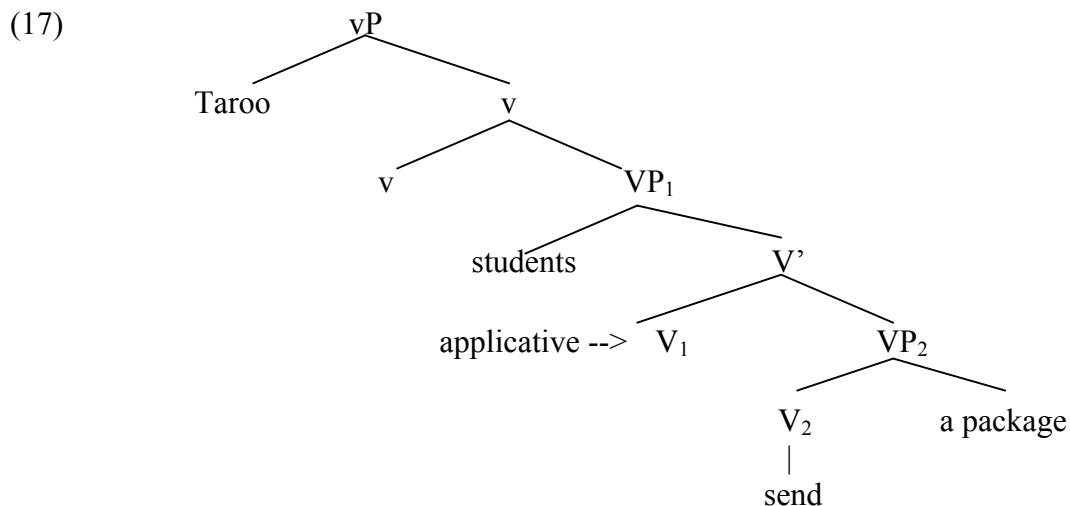 (17) vP
Taroo v
v VP₁
students V’
applicative --> V₁ VP₂
V₂ a package
|
send